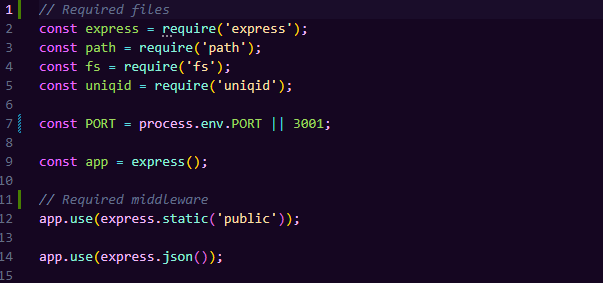 1 // Required files
2 const express = require('express');
3 const path = require('path');
4 const fs = require('fs');
5 const uniqid = require('uniqid');
6
7 const PORT = process.env.PORT || 3001;
8
9 const app = express();
10
11 // Required middleware
12 app.use(express.static('public'));
13
14 app.use(express.json());
15